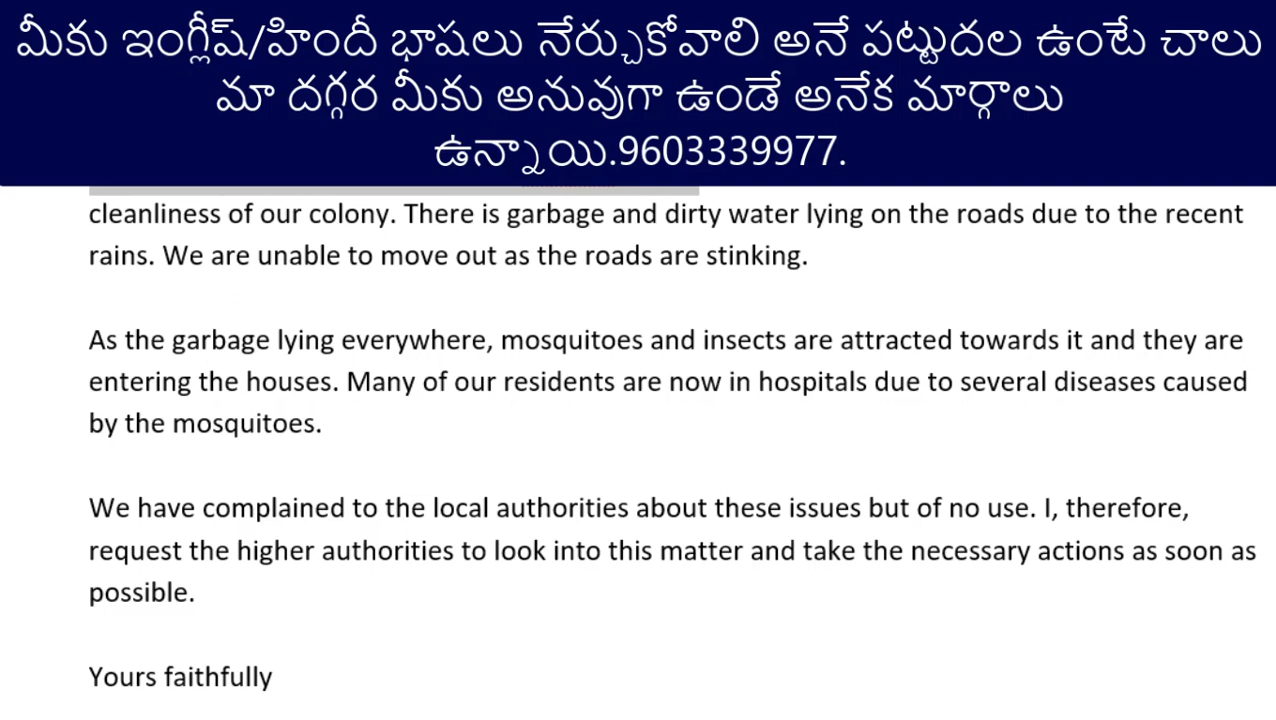 మీకు ఇంగ్లీష్/హిందీ భాషలు నేర్చుకోవాలి అనే పట్టుదల ఉంటే చాలు
మా దగ్గర మీకు అనువుగా ఉండే అనేక మార్గాలు
ఉన్నాయి.9603339977.
cleanliness of our colony. There is garbage and dirty water lying on the roads due to the recent
rains. We are unable to move out as the roads are stinking.
As the garbage lying everywhere, mosquitoes and insects are attracted towards it and they are
entering the houses. Many of our residents are now in hospitals due to several diseases caused
by the mosquitoes.
We have complained to the local authorities about these issues but of no use. I, therefore,
request the higher authorities to look into this matter and take the necessary actions as soon as
possible.
Yours faithfully